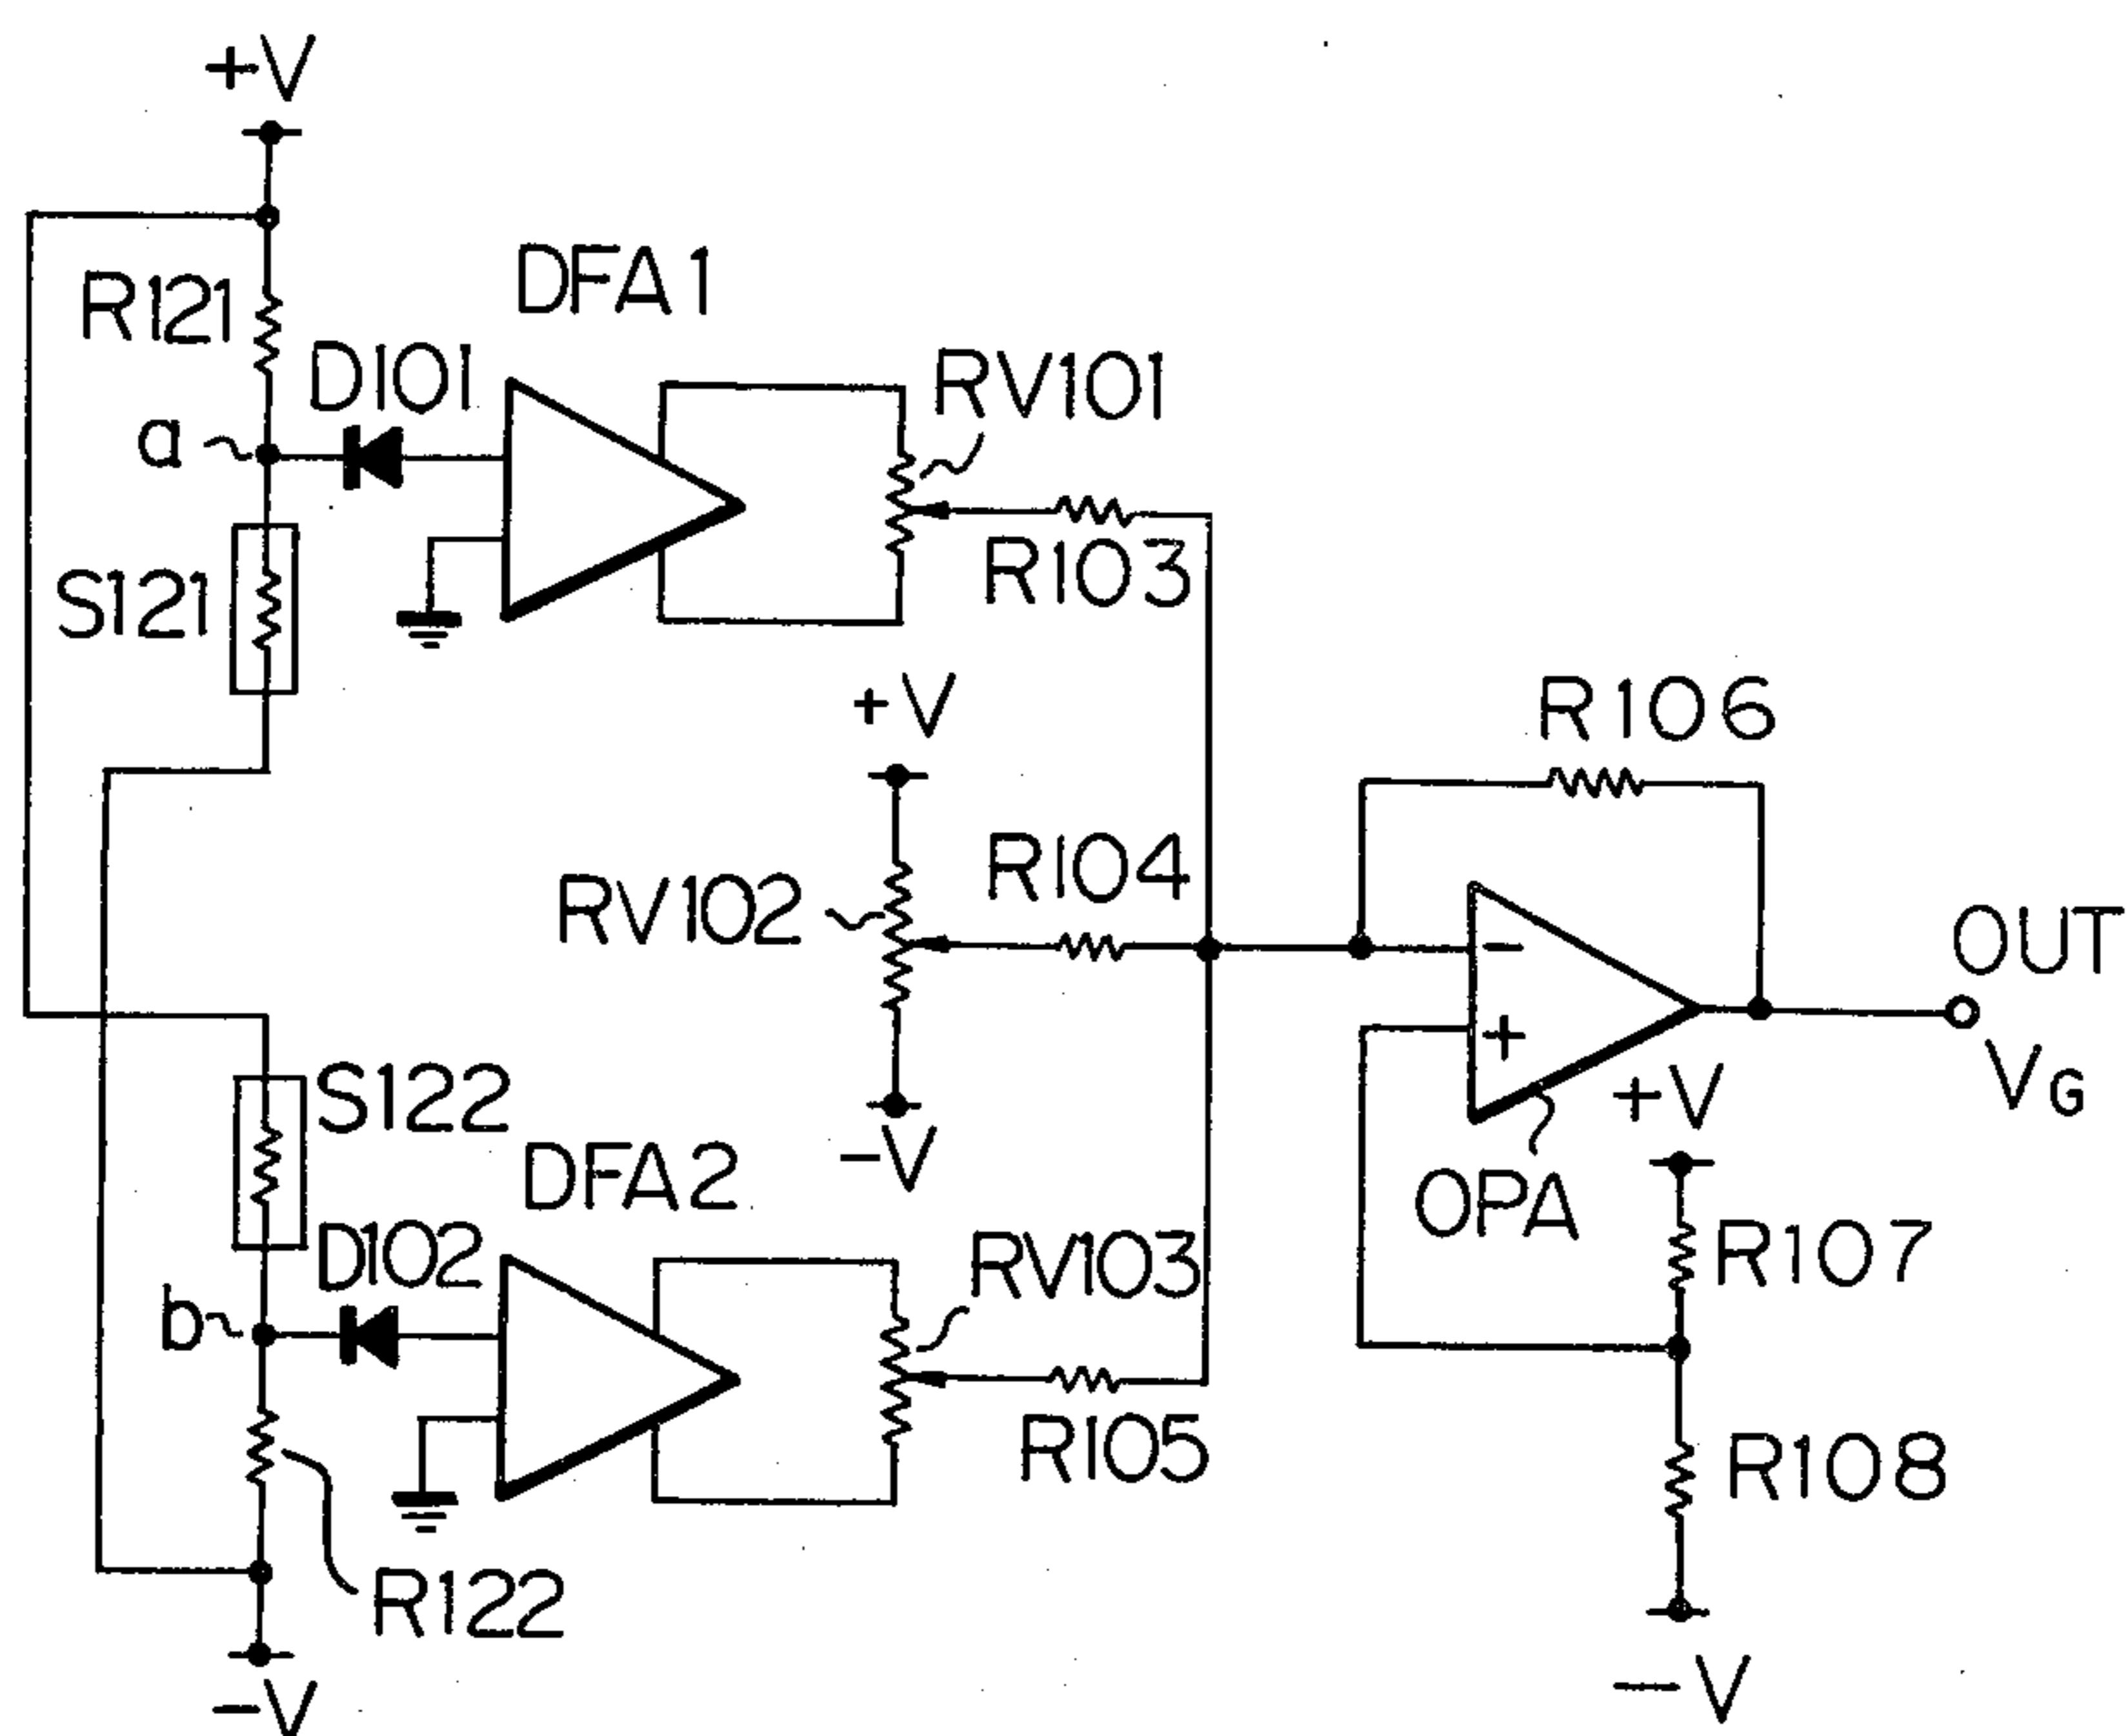 +V
R121
D101
DFA1
RV101
a
S121
R103
+V
R106
RV102
R104
-
OUT
+
VG
S122
-V
+V
DFA2
OPA
D102
RV103
R107
b
R105
R108
R122
-V
-V